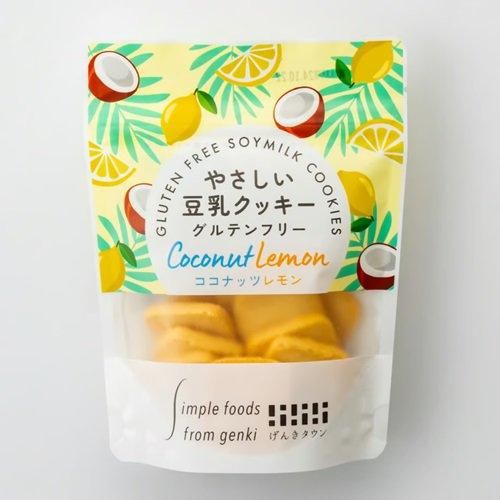 GLUTEN FREE SOYMILK COOKIES
やさしい
豆乳クッキー
グルテンフリー
Coconut Lemon
ココナッツレモン
Simple foods
from genki
げんきタウン